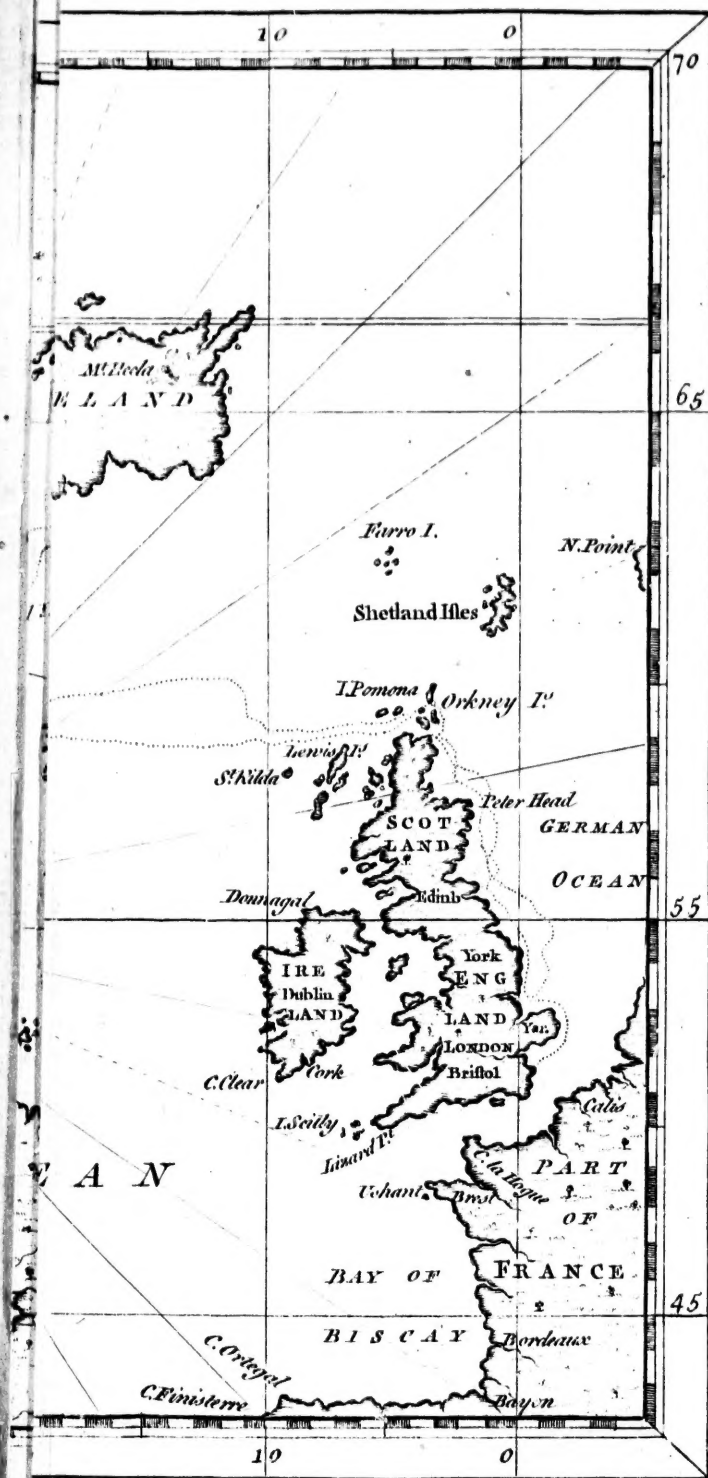 10 0
70
Mt. Hecla
ELAND
65
Farro I.
N. Point
Shetland Isles
I. Pomona
Orkney Is.
Lewis Is.
St. Kilda
Peter Head
SCOT
LAND
GERMAN
OCEAN
Donnagal
Edinb
55
IRE
Dublin
LAND
York
ENG
LAND
Yar.
LONDON
Bristol
C. Clear
Cork
Calis
I. Scilly
Lizard Pt.
EAN
C. la Hogue
PART
OF
Ushant
Brest
BAY OF
FRANCE
45
BISCAY
Bordeaux
C. Ortegal
C. Finisterre
Bayon
10 0